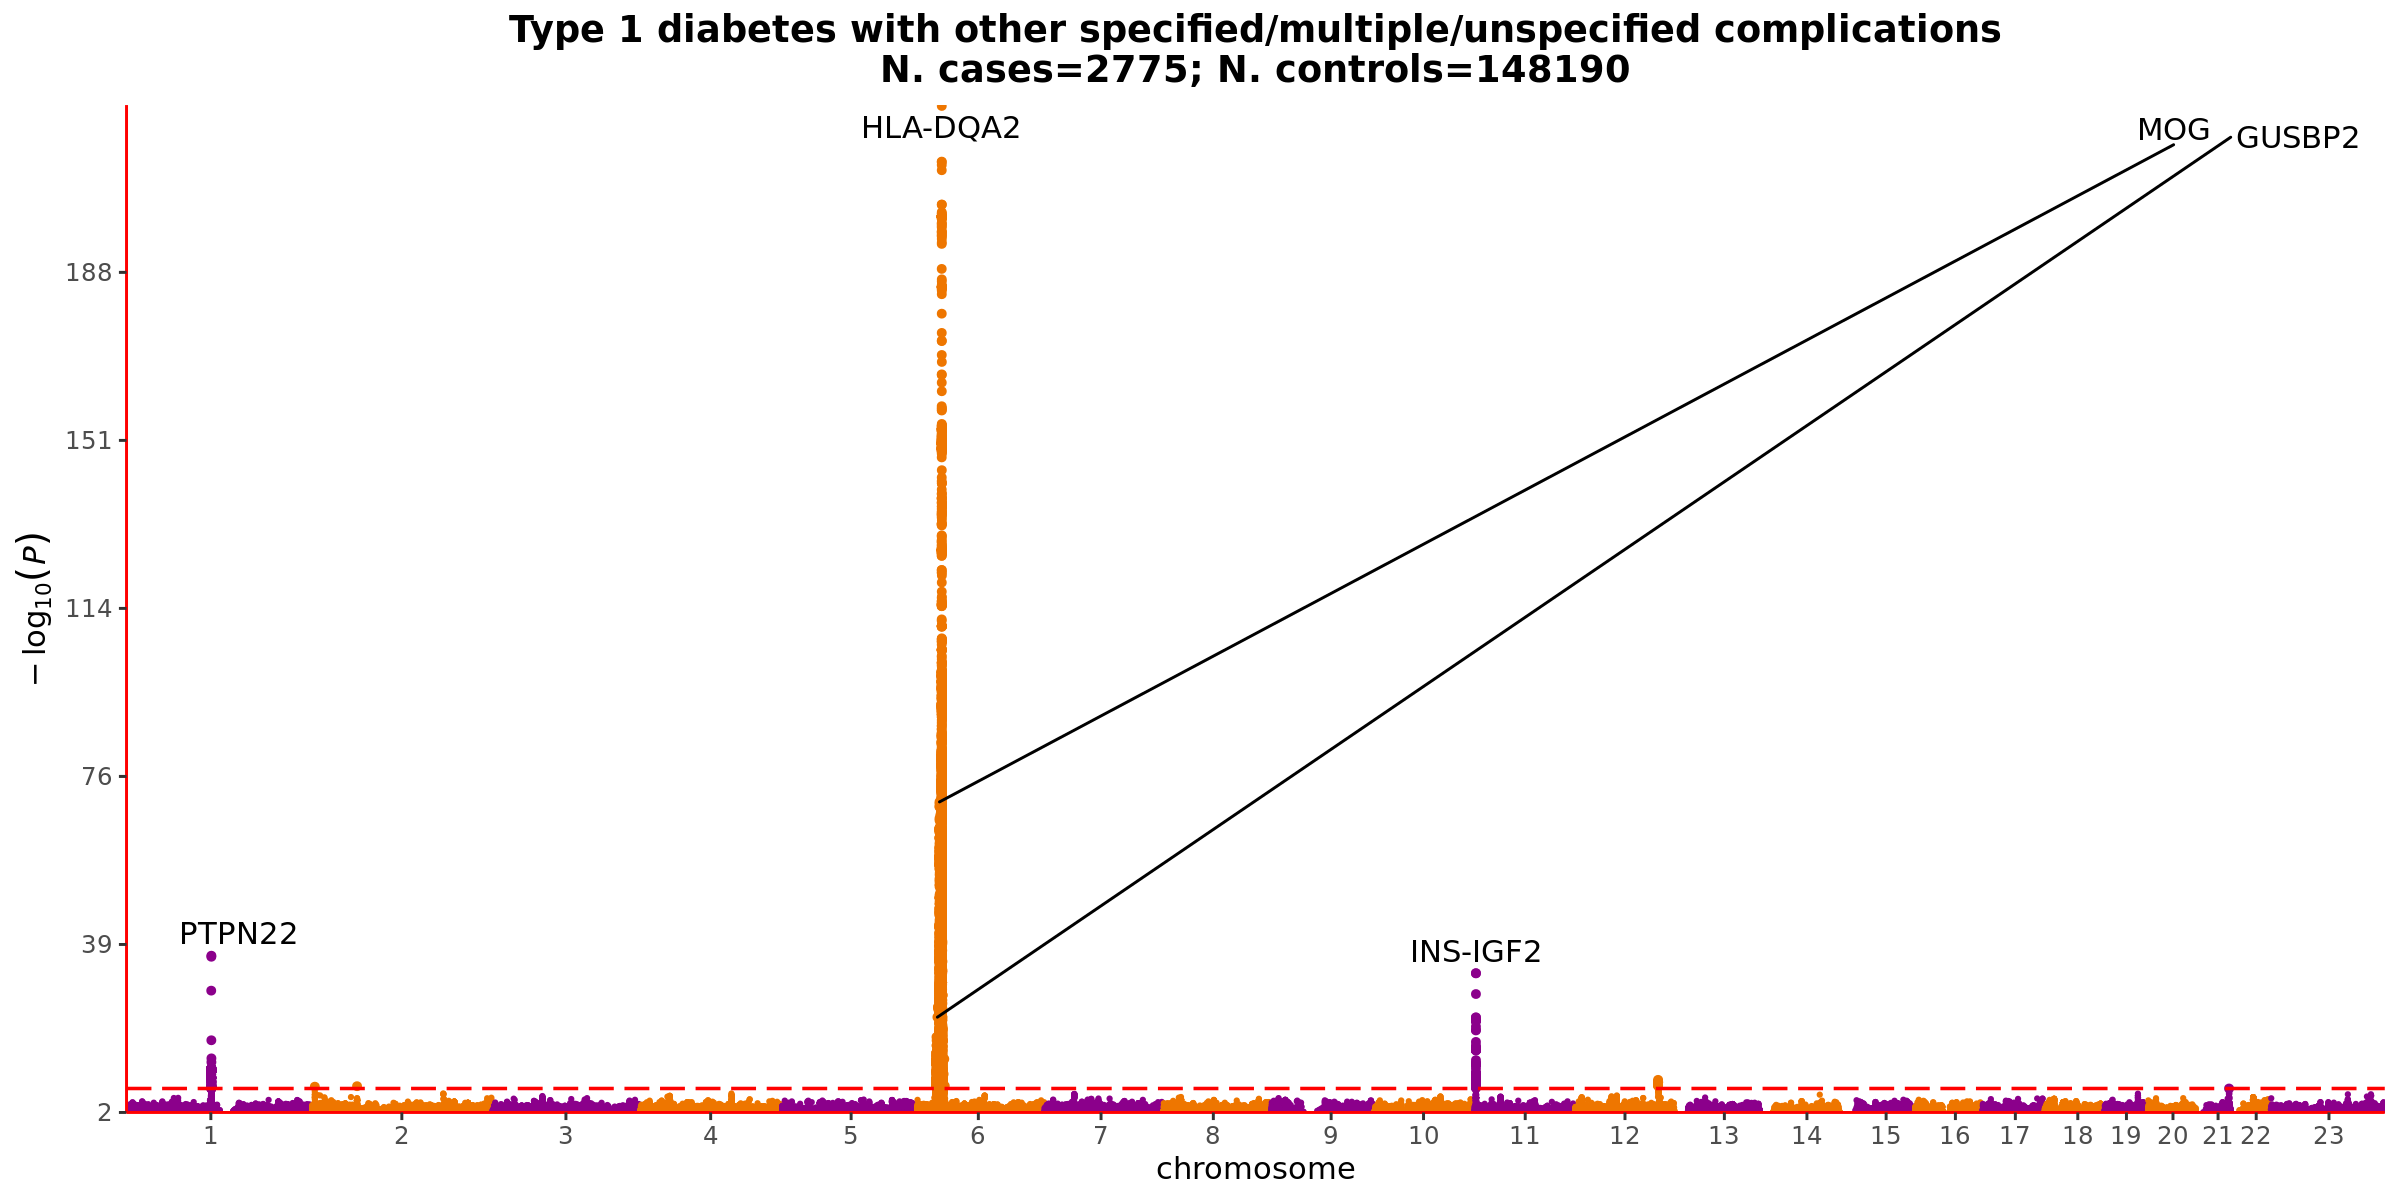 Type 1 diabetes with other specified/multiple/unspecified complications
N. cases=2775; N. controls=148190
HLA-DQA2
MOG
GUSBP2
188
151
114
76
39
2
− log10(P)
PTPN22
INS-IGF2
1 2 3 4 5 6 7 8 9 10 11 12 13 14 15 16 17 18 19 20 21 22 23
chromosome